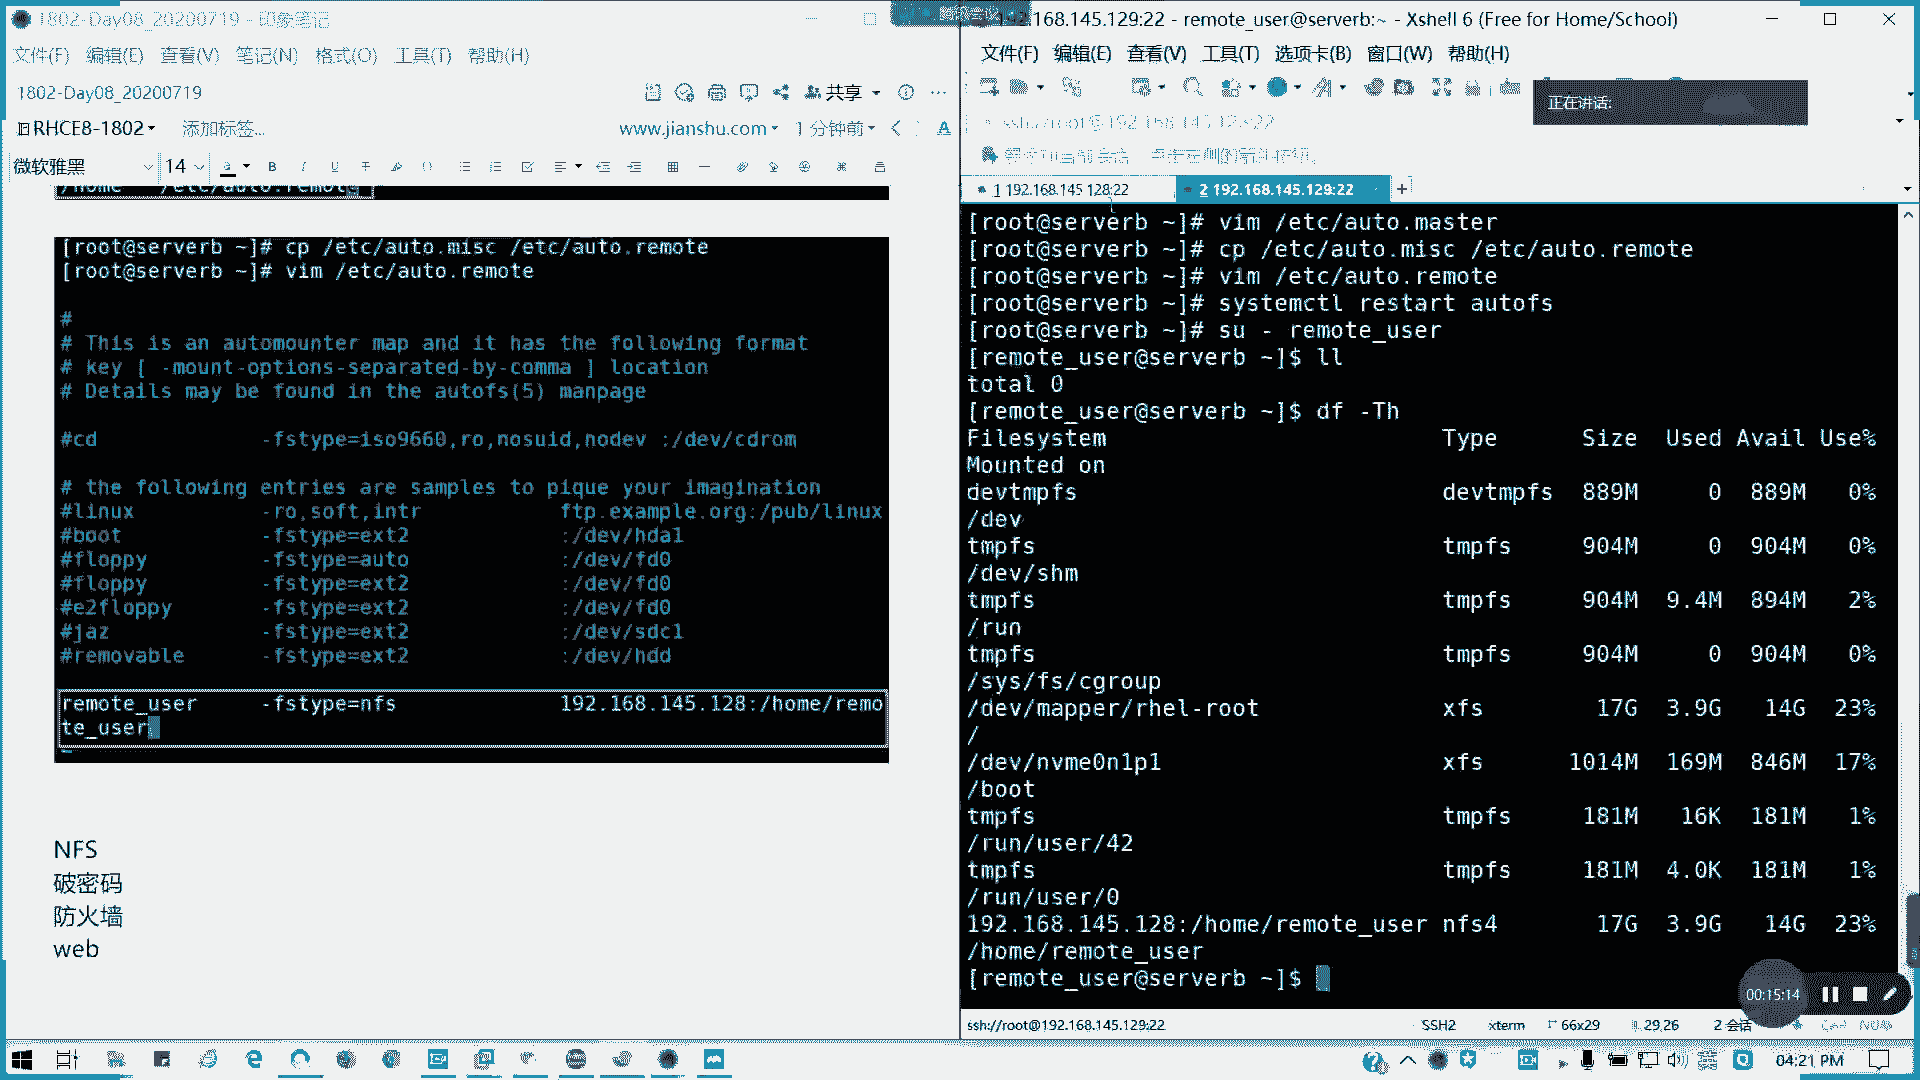 1802-Day08_20200719 - 印象笔记
文件(F) 编辑(E) 查看(V) 笔记(N) 格式(O) 工具(T) 帮助(H)
1802-Day08_20200719
共享
RHCE8-1802
添加标签...
www.jianshu.com
1 分钟前
微软雅黑
14
/home /etc/auto.remote
[root@serverb ~]# cp /etc/auto.misc /etc/auto.remote
[root@serverb ~]# vim /etc/auto.remote
#
# This is an automounter map and it has the following format
# key [ -mount-options-separated-by-comma ] location
# Details may be found in the autofs(5) manpage
#cd -fstype=iso9660,ro,nosuid,nodev :/dev/cdrom
# the following entries are samples to pique your imagination
#linux -ro,soft,intr ftp.example.org:/pub/linux
#boot -fstype=ext2 :/dev/hda1
#floppy -fstype=auto :/dev/fd0
#floppy -fstype=ext2 :/dev/fd0
#e2floppy -fstype=ext2 :/dev/fd0
#jaz -fstype=ext2 :/dev/sdc1
#removable -fstype=ext2 :/dev/hdd
remote_user -fstype=nfs 192.168.145.128:/home/remo
te_user
NFS
破密码
防火墙
web
.168.145.129:22 - remote_user@serverb:~ - Xshell 6 (Free for Home/School)
文件(F) 编辑(E) 查看(V) 工具(T) 选项卡(B) 窗口(W) 帮助(H)
正在讲话:
ssh://root@192.168.145.129:22
1 192.168.145.128:22
2 192.168.145.129:22
[root@serverb ~]# vim /etc/auto.master
[root@serverb ~]# cp /etc/auto.misc /etc/auto.remote
[root@serverb ~]# vim /etc/auto.remote
[root@serverb ~]# systemctl restart autofs
[root@serverb ~]# su - remote_user
[remote_user@serverb ~]$ ll
total 0
[remote_user@serverb ~]$ df -Th
Filesystem Type Size Used Avail Use%
Mounted on
devtmpfs devtmpfs 889M 0 889M 0%
/dev
tmpfs tmpfs 904M 0 904M 0%
/dev/shm
tmpfs tmpfs 904M 9.4M 894M 2%
/run
tmpfs tmpfs 904M 0 904M 0%
/sys/fs/cgroup
/dev/mapper/rhel-root xfs 17G 3.9G 14G 23%
/
/dev/nvme0n1p1 xfs 1014M 169M 846M 17%
/boot
tmpfs tmpfs 181M 16K 181M 1%
/run/user/42
tmpfs tmpfs 181M 4.0K 181M 1%
/run/user/0
192.168.145.128:/home/remote_user nfs4 17G 3.9G 14G 23%
/home/remote_user
[remote_user@serverb ~]$
00:15:14
ssh://root@192.168.145.129:22
SSH2 xterm 66x29 29,26 2 会话
04:21 PM